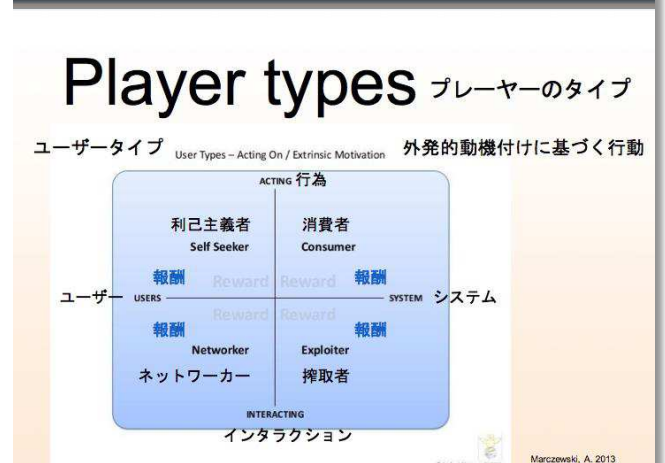 Player types プレーヤーのタイプ
ユーザータイプ User Types – Acting On / Extrinsic Motivation 外発的動機付けに基づく行動
ACTING 行為
利己主義者 消費者
Self Seeker Consumer
報酬 Reward Reward 報酬
ユーザー USERS SYSTEM システム
報酬 Reward Reward 報酬
Networker Exploiter
ネットワーカー 搾取者
INTERACTING
インタラクション
Marczewski, A. 2013